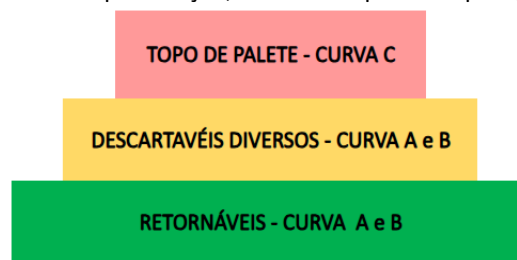 TOPO DE PALETE - CURVA C
DESCARTAVÉIS DIVERSOS - CURVA A e B
RETORNÁVEIS - CURVA A e B